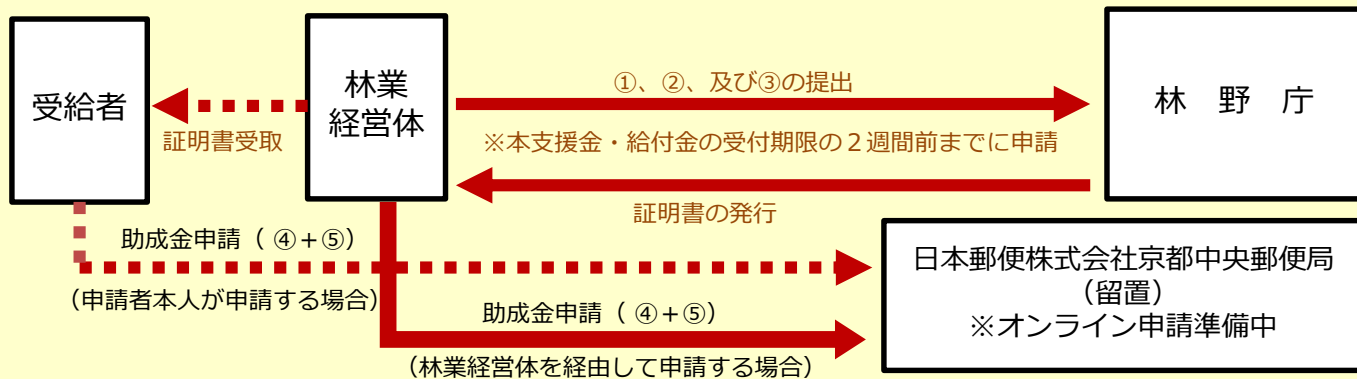 受給者
林業
経営体
①、②、及び③の提出
林　野　庁
証明書受取
※本支援金・給付金の受付期限の２週間前までに申請
証明書の発行
助成金申請（ ④＋⑤）
日本郵便株式会社京都中央郵便局
（留置）
※オンライン申請準備中
（申請者本人が申請する場合）
助成金申請（ ④＋⑤）
（林業経営体を経由して申請する場合）